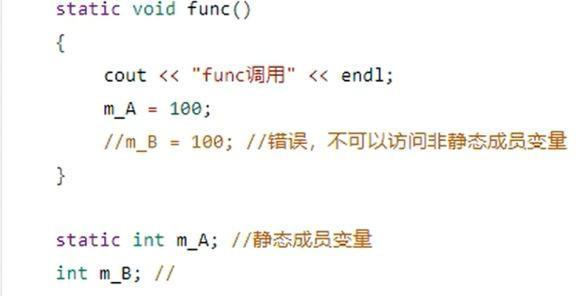 static void func()
{
cout << "func调用" << endl;
m_A = 100;
//m_B = 100; //错误，不可以访问非静态成员变量
}
static int m_A; //静态成员变量
int m_B; //